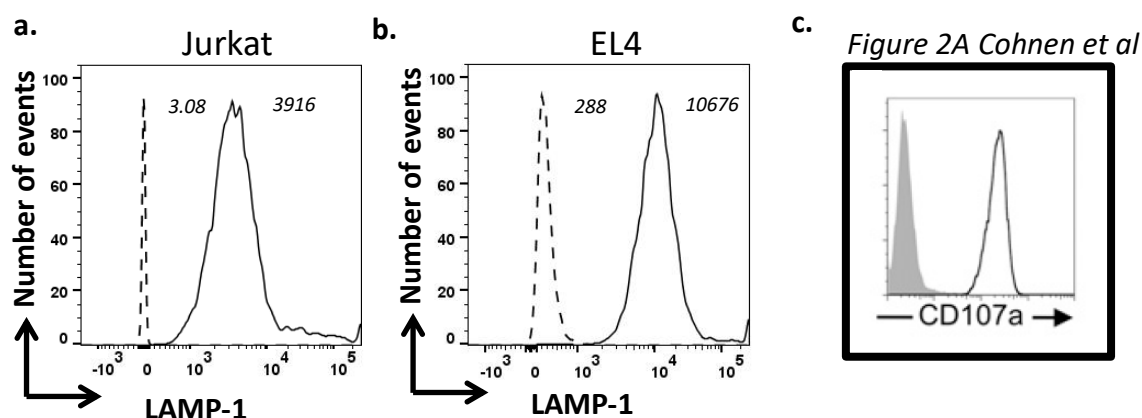 a.
Jurkat
Number of events
100
80
60
40
20
0
3.08
3916
-10³
0
10³
10⁴
10⁵
LAMP-1
b.
EL4
Number of events
100
80
60
40
20
0
288
10676
-10³
0
10³
10⁴
10⁵
LAMP-1
c.
Figure 2A Cohnen et al
CD107a